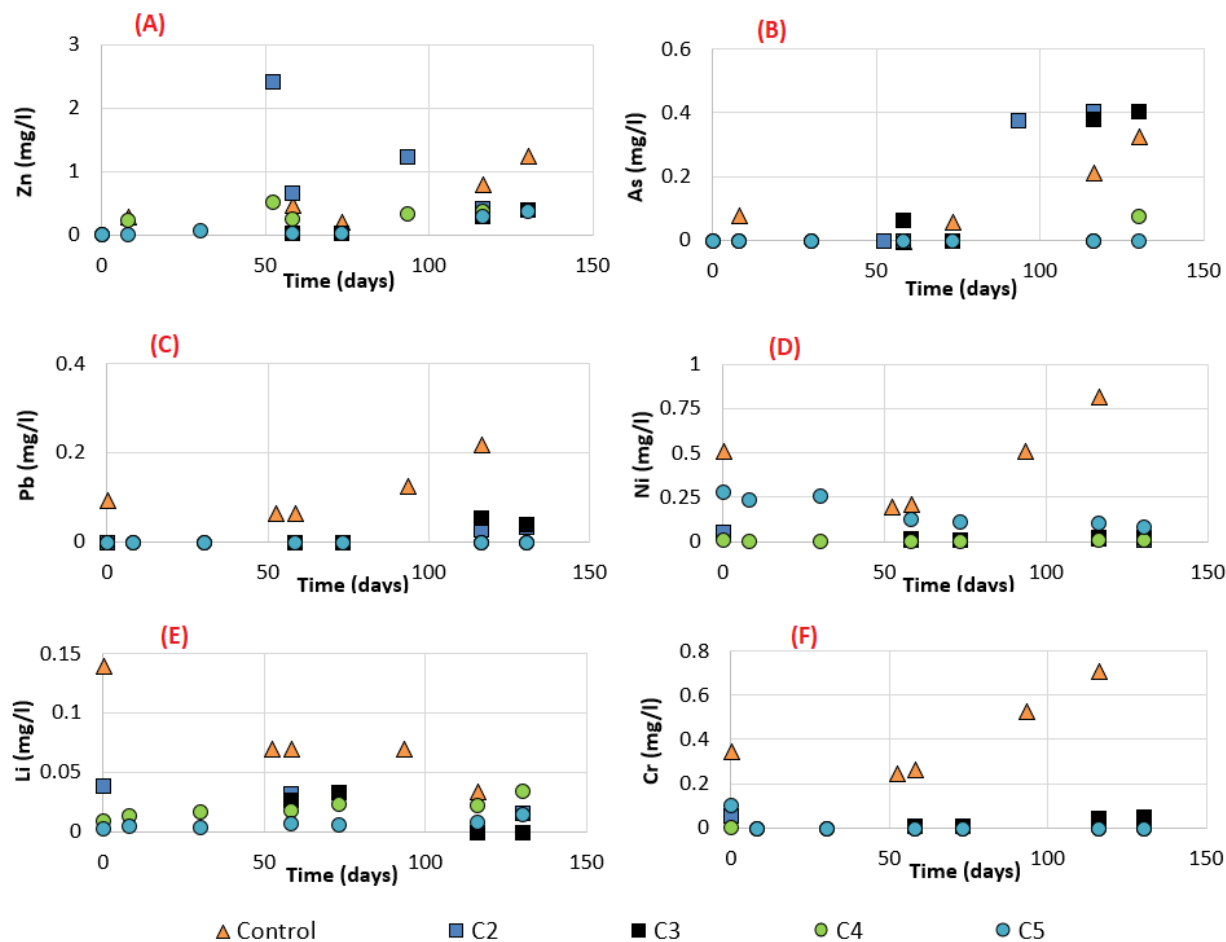 (A)
3
2
1
0
Zn (mg/l)
0 50 100 150
Time (days)
(B)
0.6
0.4
0.2
0
As (mg/l)
0 50 100 150
Time (days)
(C)
0.4
0.2
0
Pb (mg/l)
0 50 100 150
Time (days)
(D)
1
0.75
0.5
0.25
0
Ni (mg/l)
0 50 100 150
Time (days)
(E)
0.15
0.1
0.05
0
Li (mg/l)
0 50 100 150
Time (days)
(F)
0.8
0.6
0.4
0.2
0
Cr (mg/l)
0 50 100 150
Time (days)
Control C2 C3 C4 C5